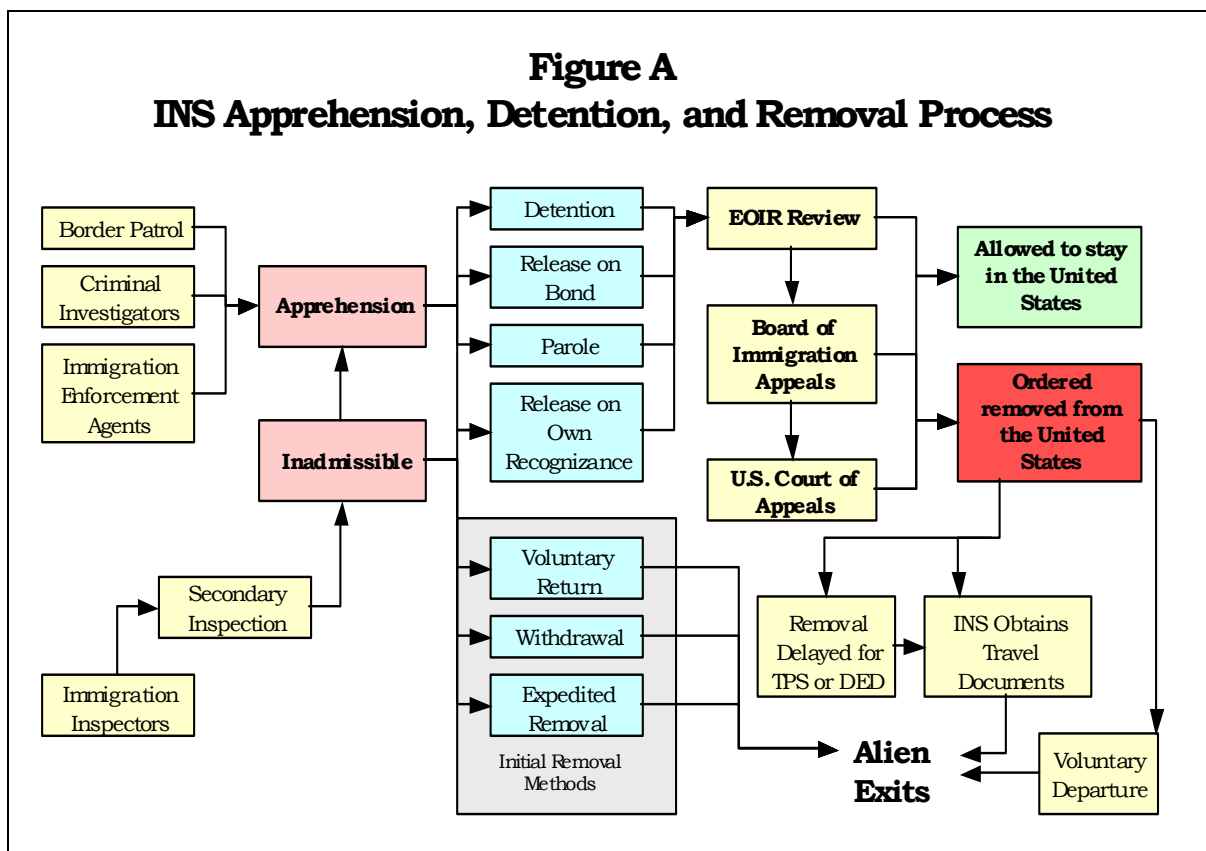 Figure A
INS Apprehension, Detention, and Removal Process
Border Patrol
Criminal
Investigators
Immigration
Enforcement
Agents
Apprehension
Inadmissible
Secondary
Inspection
Immigration
Inspectors
Detention
Release on
Bond
Parole
Release on
Own
Recognizance
Voluntary
Return
Withdrawal
Expedited
Removal
Initial Removal
Methods
EOIR Review
Board of
Immigration
Appeals
U.S. Court of
Appeals
Allowed to stay
in the United
States
Ordered
removed from
the United
States
Removal
Delayed for
TPS or DED
INS Obtains
Travel
Documents
Alien
Exits
Voluntary
Departure